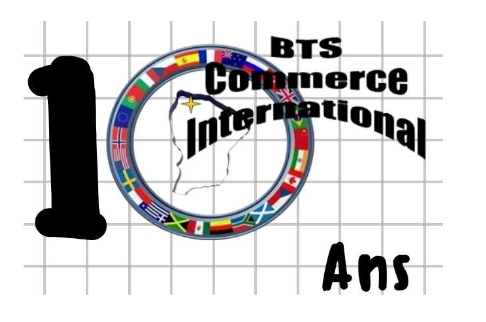 10
BTS
Commerce
International
Ans